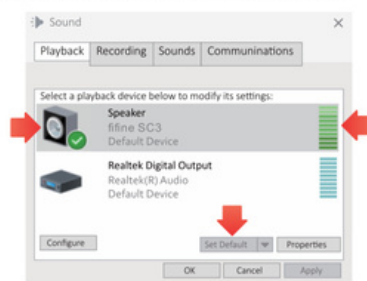 Sound
Playback Recording Sounds Communinations
Select a playback device below to modify its settings:
Speaker
fifine SC3
Default Device
Realtek Digital Output
Realtek(R) Audio
Default Device
Configure Set Default Properties
OK Cancel Apply